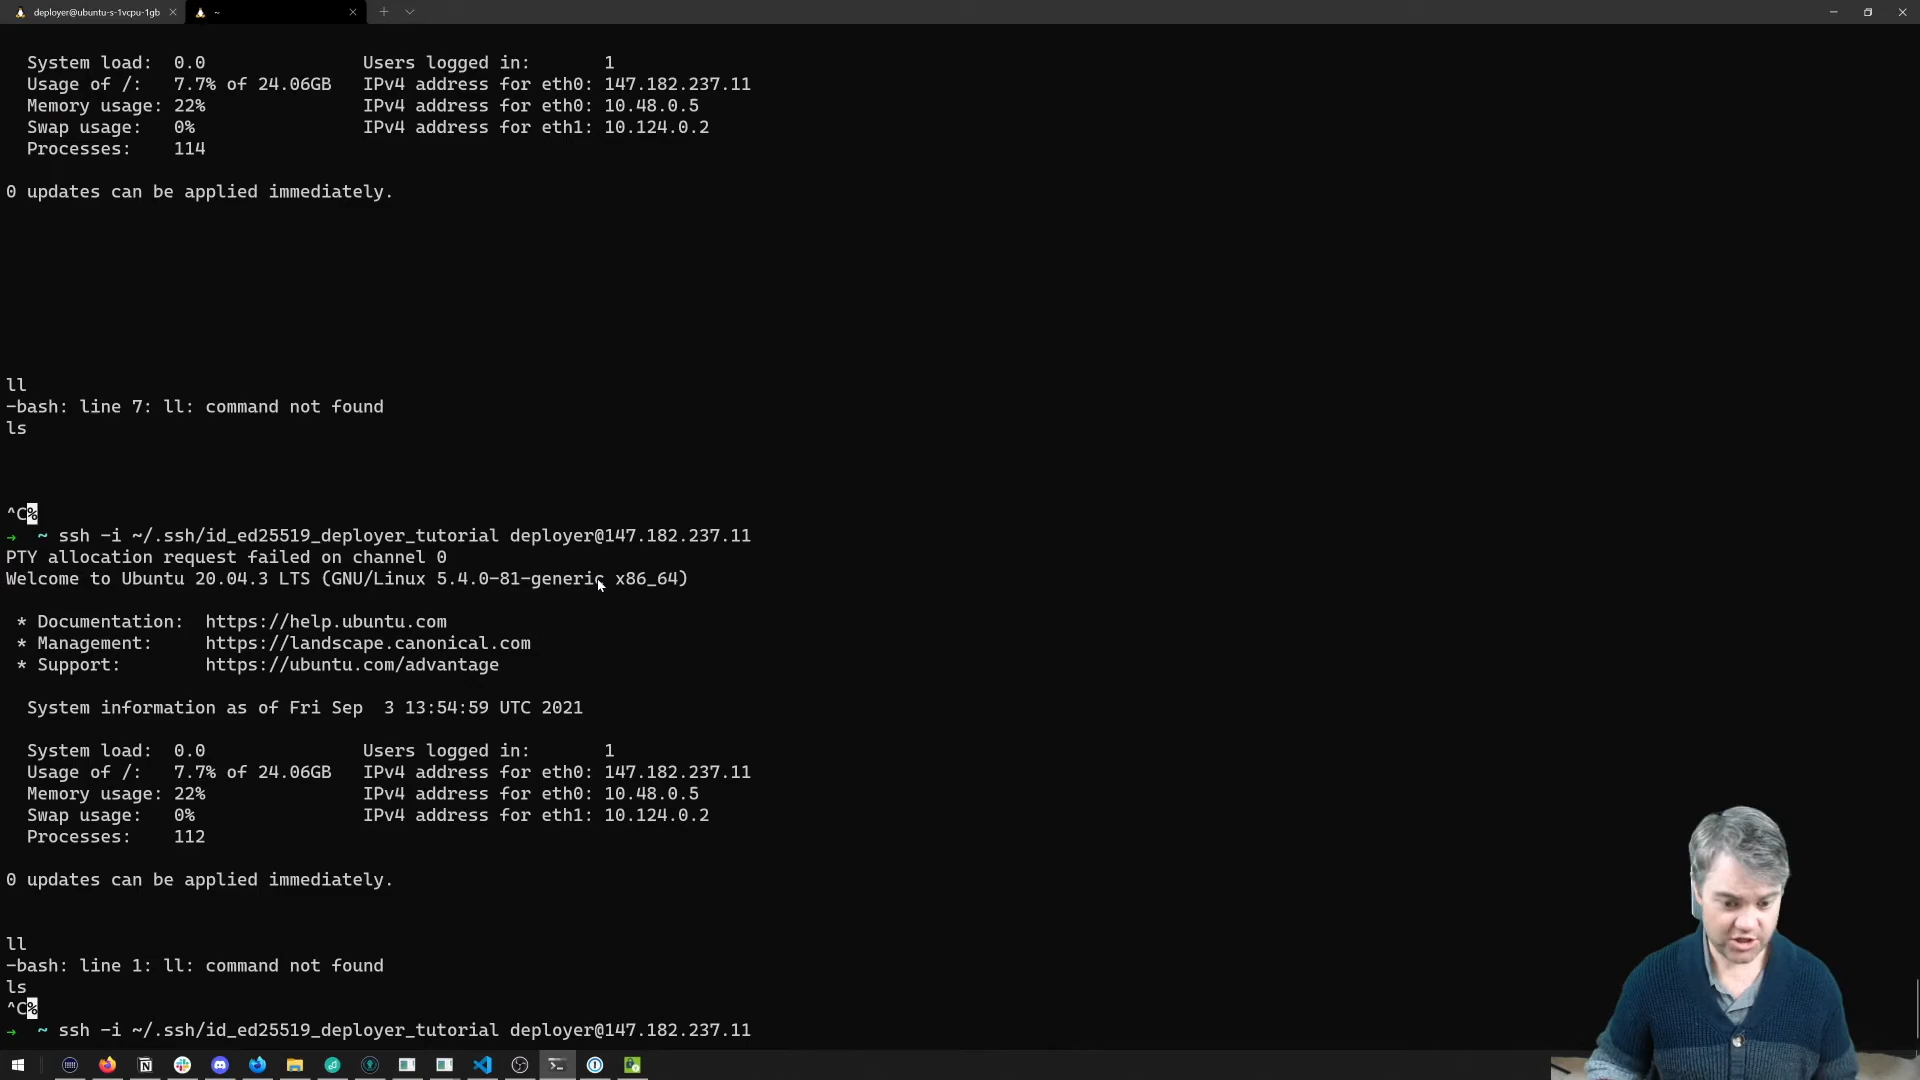 deployer@ubuntu-s-1vcpu-1gb
~
System load: 0.0 Users logged in: 1
Usage of /: 7.7% of 24.06GB IPv4 address for eth0: 147.182.237.11
Memory usage: 22% IPv4 address for eth0: 10.48.0.5
Swap usage: 0% IPv4 address for eth1: 10.124.0.2
Processes: 114
0 updates can be applied immediately.
ll
-bash: line 7: ll: command not found
ls
^C%
→ ~ ssh -i ~/.ssh/id_ed25519_deployer_tutorial deployer@147.182.237.11
PTY allocation request failed on channel 0
Welcome to Ubuntu 20.04.3 LTS (GNU/Linux 5.4.0-81-generic x86_64)
* Documentation: https://help.ubuntu.com
* Management: https://landscape.canonical.com
* Support: https://ubuntu.com/advantage
System information as of Fri Sep 3 13:54:59 UTC 2021
System load: 0.0 Users logged in: 1
Usage of /: 7.7% of 24.06GB IPv4 address for eth0: 147.182.237.11
Memory usage: 22% IPv4 address for eth0: 10.48.0.5
Swap usage: 0% IPv4 address for eth1: 10.124.0.2
Processes: 112
0 updates can be applied immediately.
ll
-bash: line 1: ll: command not found
ls
^C%
→ ~ ssh -i ~/.ssh/id_ed25519_deployer_tutorial deployer@147.182.237.11